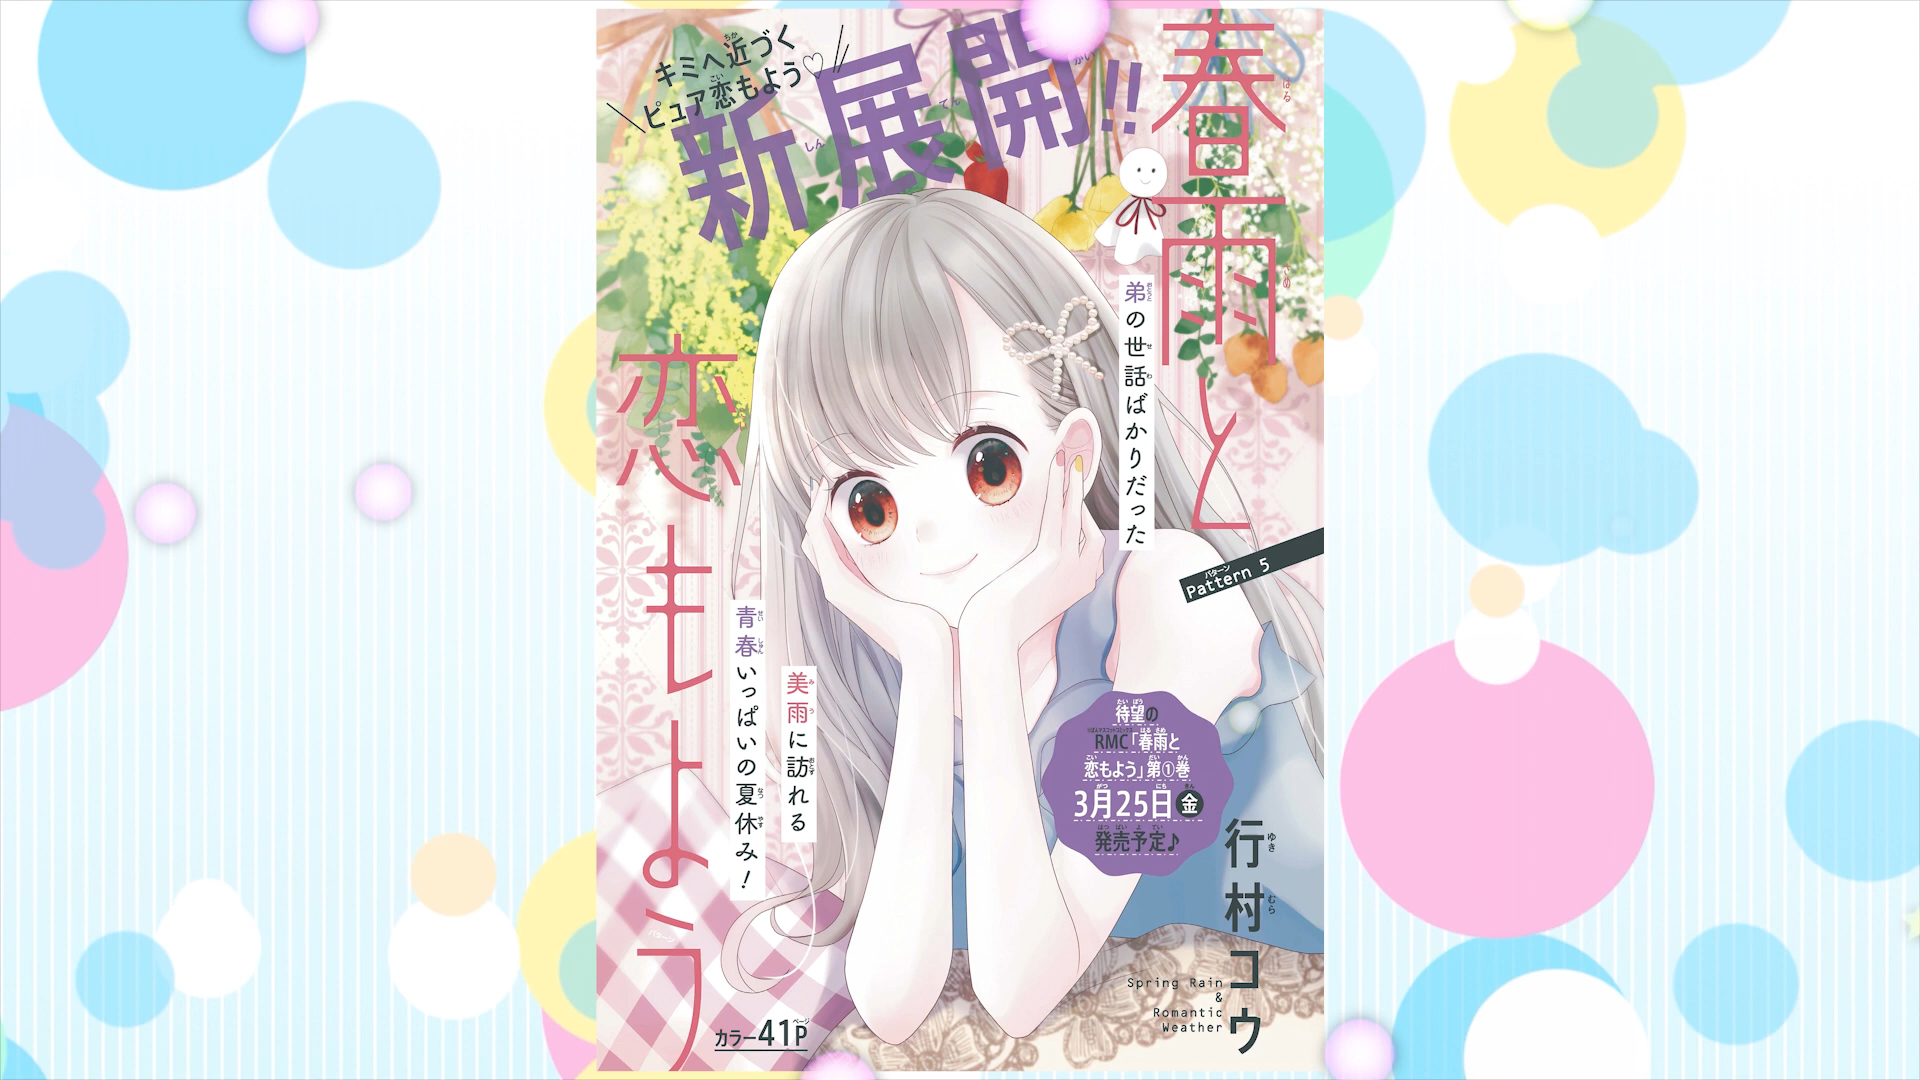 キミへ近づく
ピュア恋もよう♡
新展開!!
春雨と
恋もよう
Pattern 5
弟の世話ばかりだった
美雨に訪れる
青春いっぱいの夏休み!
待望の
RMC「春雨と
恋もよう」第①巻
3月25日金
発売予定♪
行村コウ
Spring Rain
&
Romantic
Weather
カラー41P